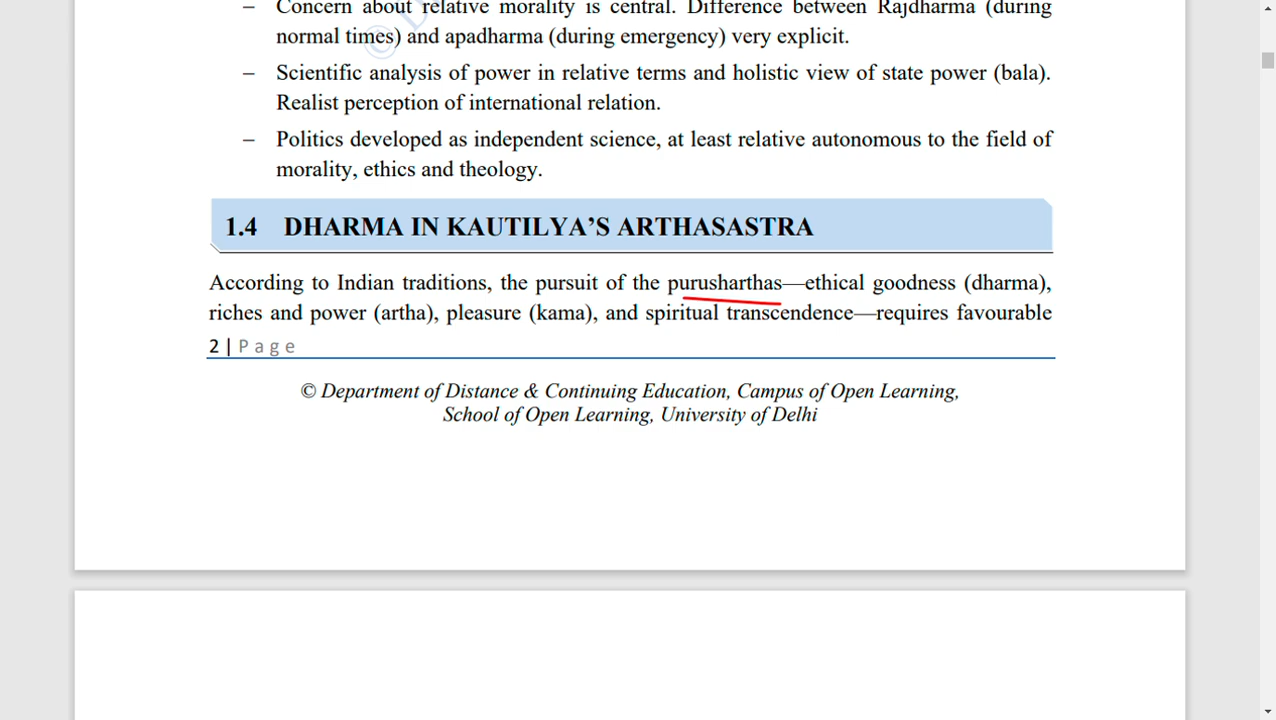 – Concern about relative morality is central. Difference between Rajdharma (during
normal times) and apadharma (during emergency) very explicit.
– Scientific analysis of power in relative terms and holistic view of state power (bala).
Realist perception of international relation.
– Politics developed as independent science, at least relative autonomous to the field of
morality, ethics and theology.
1.4 DHARMA IN KAUTILYA’S ARTHASASTRA
According to Indian traditions, the pursuit of the purusharthas—ethical goodness (dharma),
riches and power (artha), pleasure (kama), and spiritual transcendence—requires favourable
2 | P a g e
© Department of Distance & Continuing Education, Campus of Open Learning,
School of Open Learning, University of Delhi